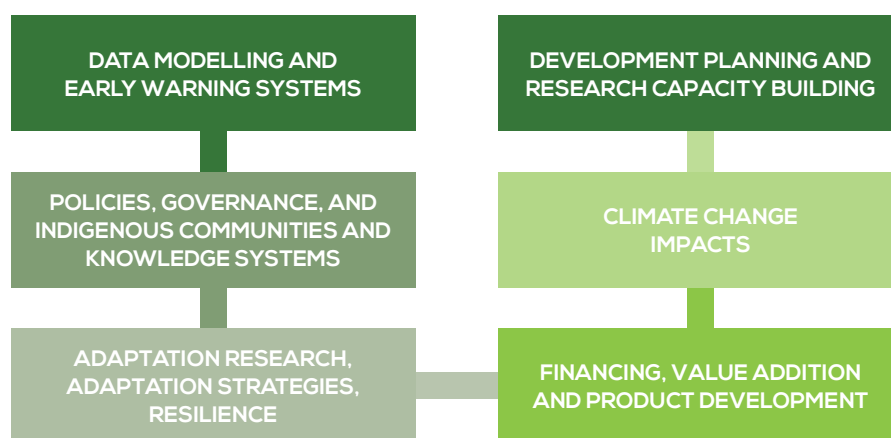 DATA MODELLING AND
EARLY WARNING SYSTEMS
POLICIES, GOVERNANCE, AND
INDIGENOUS COMMUNITIES AND
KNOWLEDGE SYSTEMS
ADAPTATION RESEARCH,
ADAPTATION STRATEGIES,
RESILIENCE
DEVELOPMENT PLANNING AND
RESEARCH CAPACITY BUILDING
CLIMATE CHANGE
IMPACTS
FINANCING, VALUE ADDITION
AND PRODUCT DEVELOPMENT